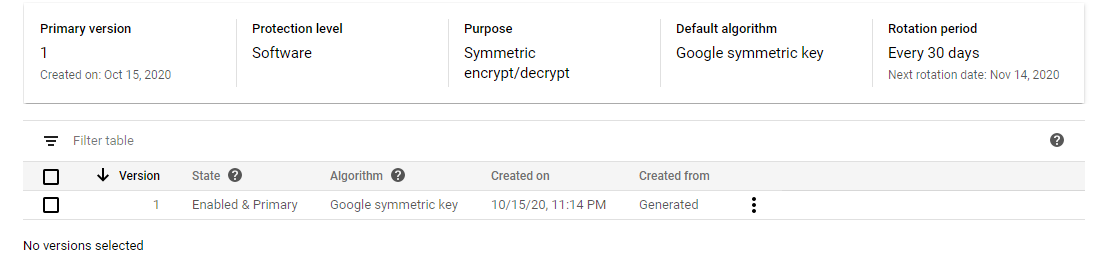 Primary version
Protection level
Purpose
Default algorithm
Rotation period
1
Software
Symmetric
encrypt/decrypt
Google symmetric key
Every 30 days
Created on: Oct 15, 2020
Next rotation date: Nov 14, 2020
Filter table
Version State Algorithm Created on Created from
1 Enabled & Primary Google symmetric key 10/15/20, 11:14 PM Generated
No versions selected